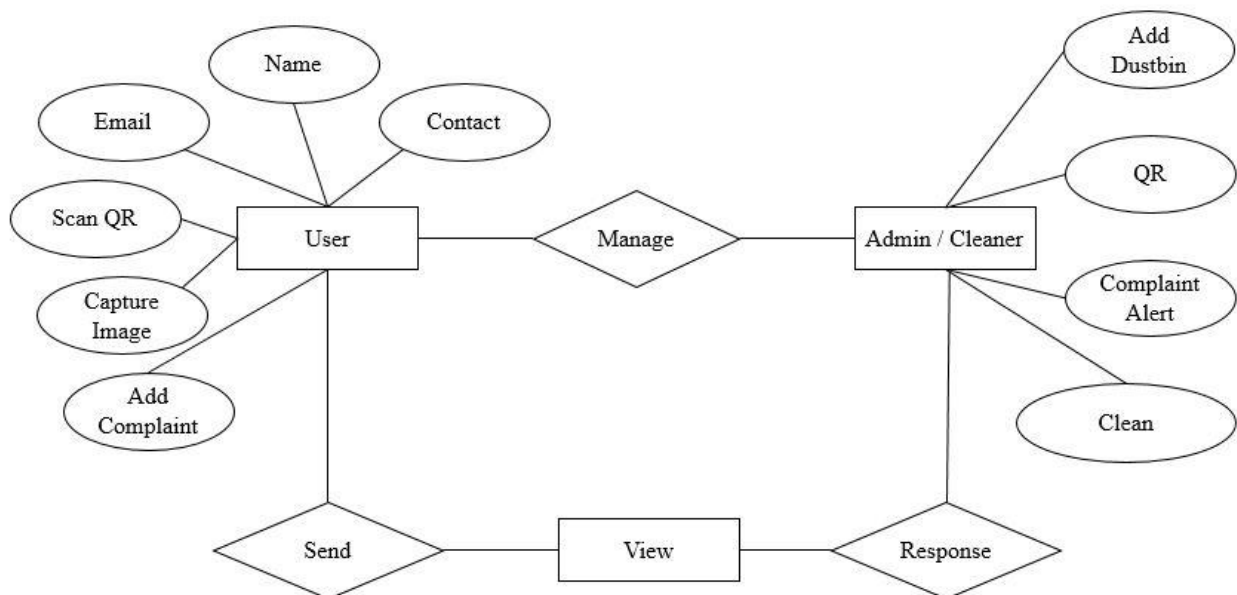 Name
Email
Contact
Scan QR
Capture
Image
Add
Complaint
User
Manage
Admin / Cleaner
Add
Dustbin
QR
Complaint
Alert
Clean
Send
View
Response